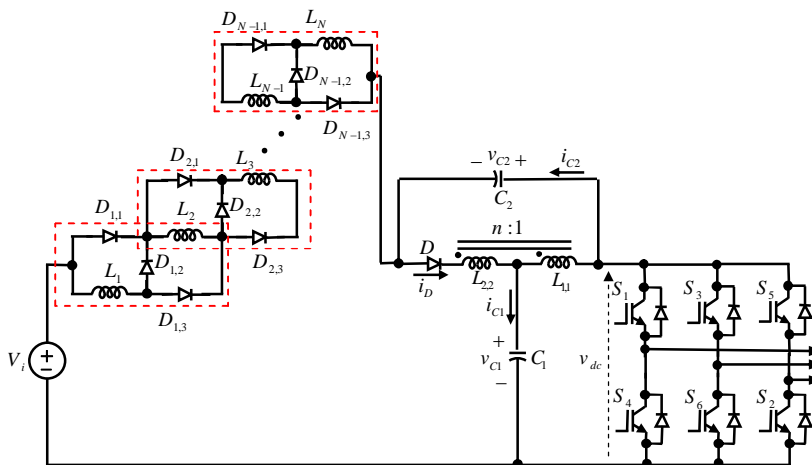 D_{N-1,1} L_N
L_{N-1} D_{N-1,2}
D_{N-1,3}
D_{2,1} L_3
D_{1,1} L_2 D_{2,2}
L_1 D_{1,2} D_{2,3}
D_{1,3}
V_i + −
− v_{C2} + i_{C2}
C_2
n : 1
D
i_D L_{2,2} L_{1,1}
i_{C1}
+
v_{C1} C_1
−
v_{dc}
S_1 S_3 S_5
S_4 S_6 S_2